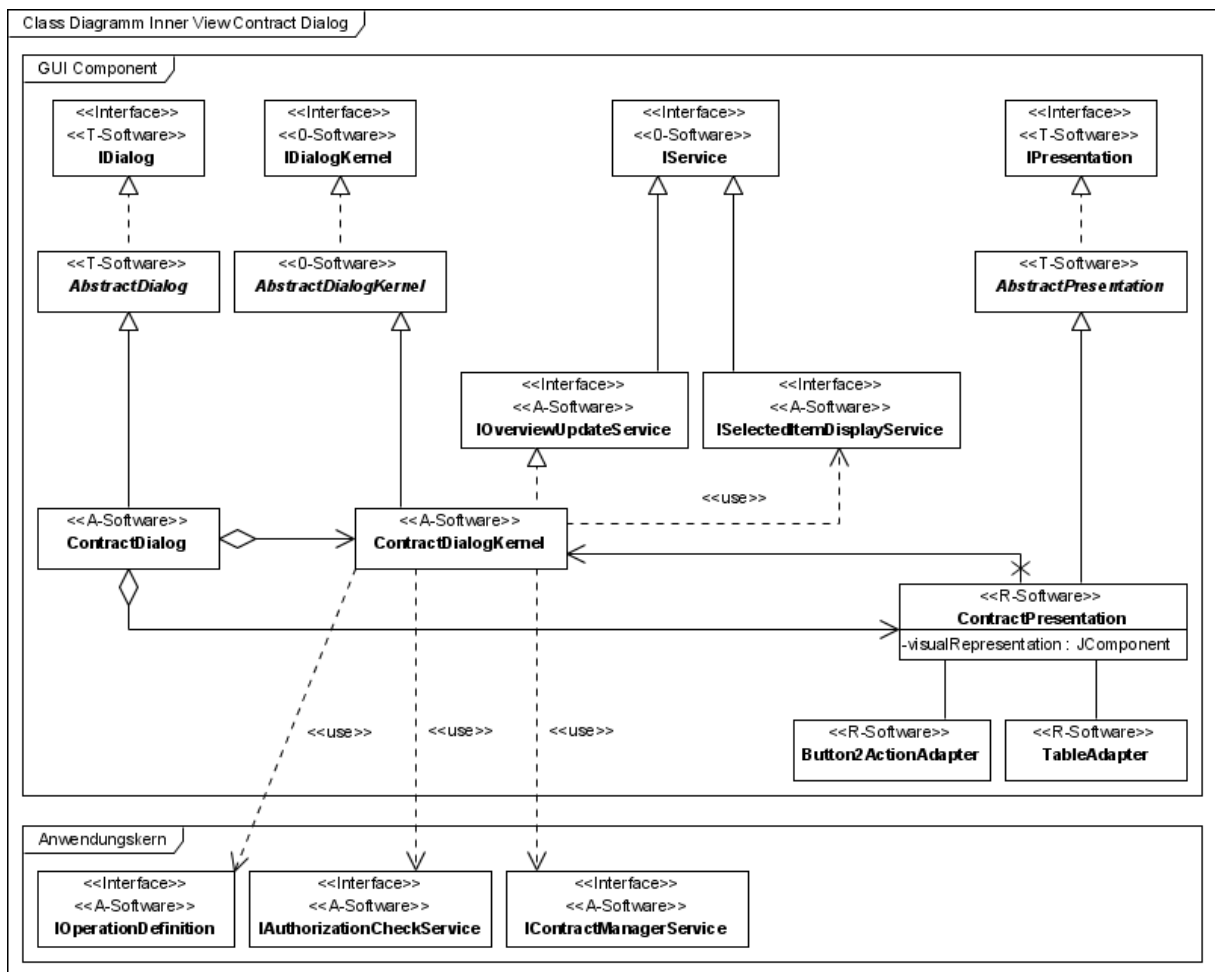 Class Diagramm Inner View Contract Dialog
GUI Component
<<Interface>>
<<T-Software>>
IDialog
<<Interface>>
<<0-Software>>
IDialogKernel
<<Interface>>
<<0-Software>>
IService
<<Interface>>
<<T-Software>>
IPresentation
<<T-Software>>
AbstractDialog
<<0-Software>>
AbstractDialogKernel
<<T-Software>>
AbstractPresentation
<<Interface>>
<<A-Software>>
IOverviewUpdateService
<<Interface>>
<<A-Software>>
ISelectedItemDisplayService
<<use>>
<<A-Software>>
ContractDialog
<<A-Software>>
ContractDialogKernel
<<R-Software>>
ContractPresentation
-visualRepresentation : JComponent
<<use>>
<<use>>
<<use>>
<<R-Software>>
Button2ActionAdapter
<<R-Software>>
TableAdapter
Anwendungskern
<<Interface>>
<<A-Software>>
IOperationDefinition
<<Interface>>
<<A-Software>>
IAuthorizationCheckService
<<Interface>>
<<A-Software>>
IContractManagerService